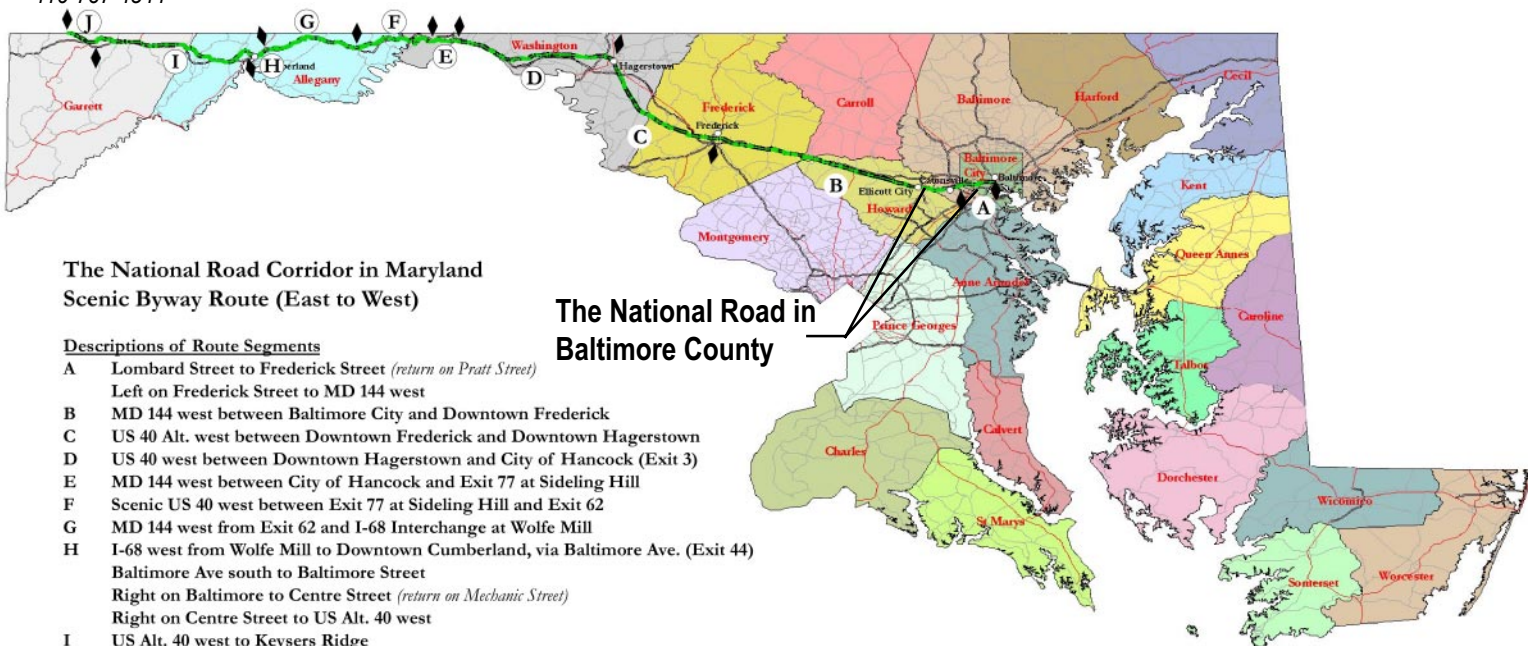 J
G
F
I
H
E
D
C
B
A
Garrett
Allegany
Washington
Hagerstown
Frederick
Frederick
Carroll
Baltimore
Harford
Cecil
Baltimore
City
Baltimore
Ellicott City
Howard
Montgomery
Kent
Queen Annes
Caroline
Talbot
Prince Georges
Calvert
Charles
St Marys
Dorchester
Wicomico
Somerset
Worcester
The National Road in
Baltimore County
The National Road Corridor in Maryland
Scenic Byway Route (East to West)
Descriptions of Route Segments
A Lombard Street to Frederick Street (return on Pratt Street)
Left on Frederick Street to MD 144 west
B MD 144 west between Baltimore City and Downtown Frederick
C US 40 Alt. west between Downtown Frederick and Downtown Hagerstown
D US 40 west between Downtown Hagerstown and City of Hancock (Exit 3)
E MD 144 west between City of Hancock and Exit 77 at Sideling Hill
F Scenic US 40 west between Exit 77 at Sideling Hill and Exit 62
G MD 144 west from Exit 62 and I-68 Interchange at Wolfe Mill
H I-68 west from Wolfe Mill to Downtown Cumberland, via Baltimore Ave. (Exit 44)
Baltimore Ave south to Baltimore Street
Right on Baltimore to Centre Street (return on Mechanic Street)
Right on Centre Street to US Alt. 40 west
I US Alt. 40 west to Keysers Ridge